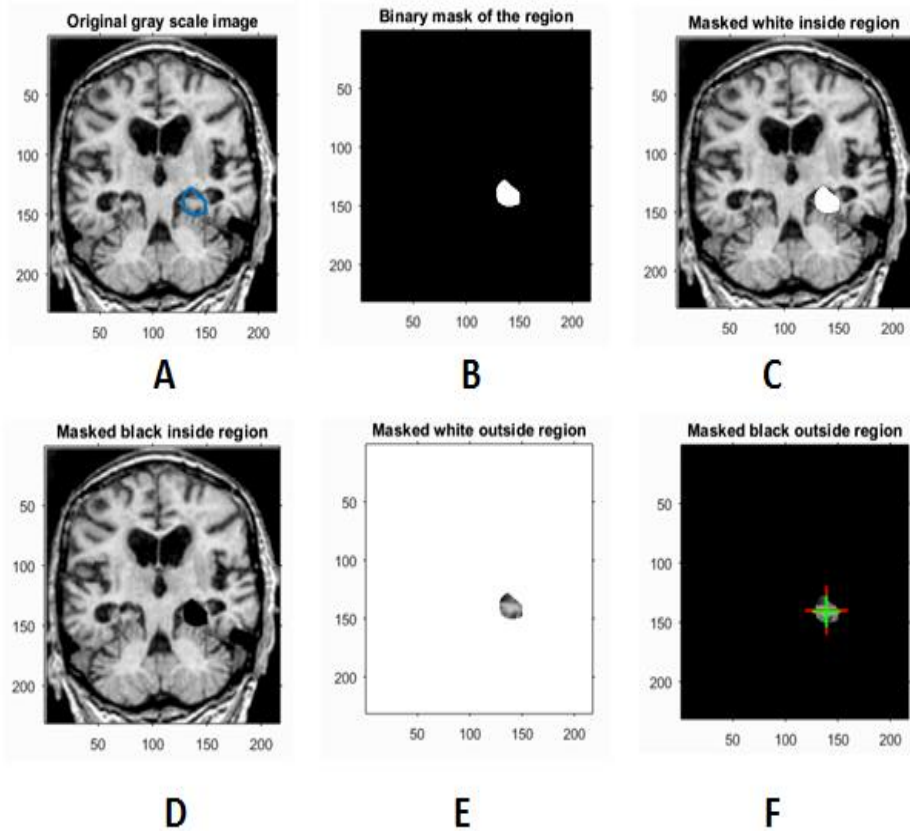 Original gray scale image
50
100
150
200
50 100 150 200
A
Binary mask of the region
50
100
150
200
50 100 150 200
B
Masked white inside region
50
100
150
200
50 100 150 200
C
Masked black inside region
50
100
150
200
50 100 150 200
D
Masked white outside region
50
100
150
200
50 100 150 200
E
Masked black outside region
50
100
150
200
50 100 150 200
F